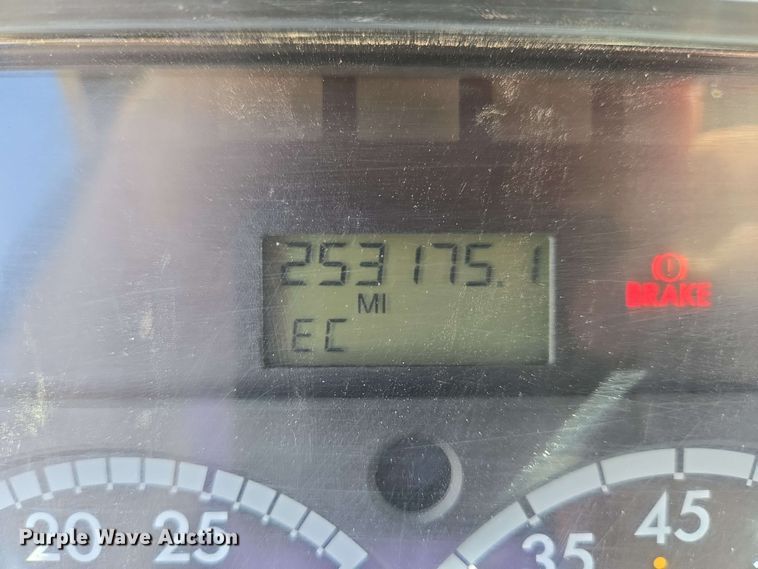 253175.1
MI
EC
BRAKE
20 25
35 45
Purple Wave Auction